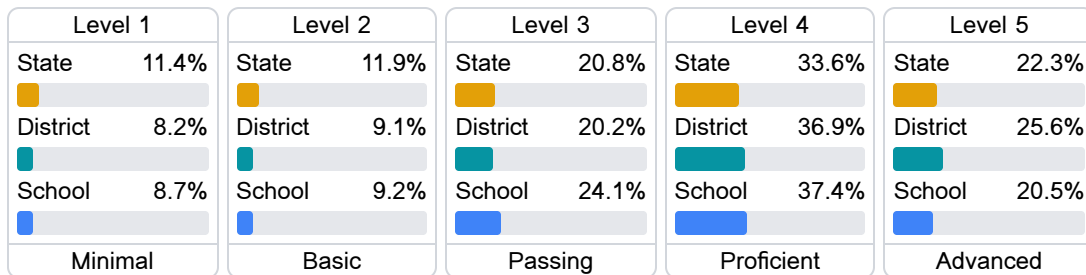 Level 1
State 11.4%
District 8.2%
School 8.7%
Minimal
Level 2
State 11.9%
District 9.1%
School 9.2%
Basic
Level 3
State 20.8%
District 20.2%
School 24.1%
Passing
Level 4
State 33.6%
District 36.9%
School 37.4%
Proficient
Level 5
State 22.3%
District 25.6%
School 20.5%
Advanced